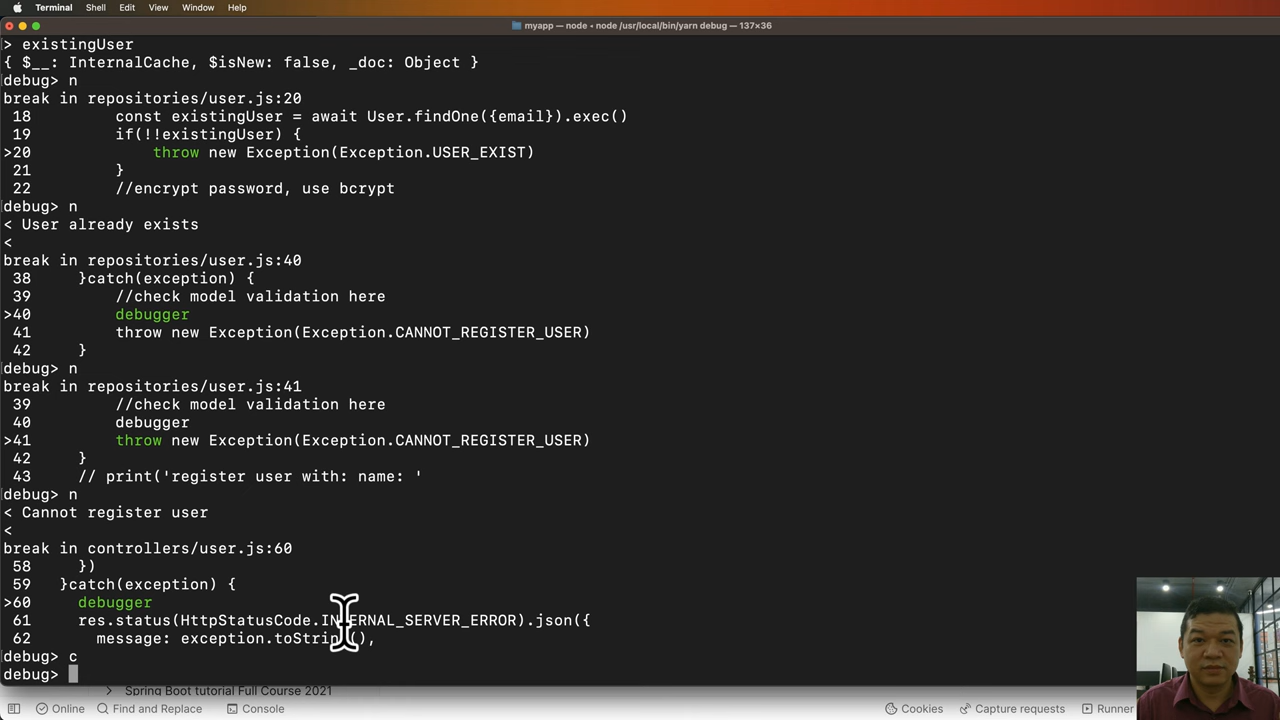 Terminal Shell Edit View Window Help
myapp — node ◂ node /usr/local/bin/yarn debug — 137×36
> existingUser
{ $__: InternalCache, $isNew: false, _doc: Object }
debug> n
break in repositories/user.js:20
18 const existingUser = await User.findOne({email}).exec()
19 if(!!existingUser) {
>20 throw new Exception(Exception.USER_EXIST)
21 }
22 //encrypt password, use bcrypt
debug> n
< User already exists
<
break in repositories/user.js:40
38 }catch(exception) {
39 //check model validation here
>40 debugger
41 throw new Exception(Exception.CANNOT_REGISTER_USER)
42 }
debug> n
break in repositories/user.js:41
39 //check model validation here
40 debugger
>41 throw new Exception(Exception.CANNOT_REGISTER_USER)
42 }
43 // print('register user with: name: '
debug> n
< Cannot register user
<
break in controllers/user.js:60
58 })
59 }catch(exception) {
>60 debugger
61 res.status(HttpStatusCode.INTERNAL_SERVER_ERROR).json({
62 message: exception.toString(),
debug> c
debug>
Spring Boot tutorial Full Course 2021
Online Find and Replace Console Cookies Capture requests Runner